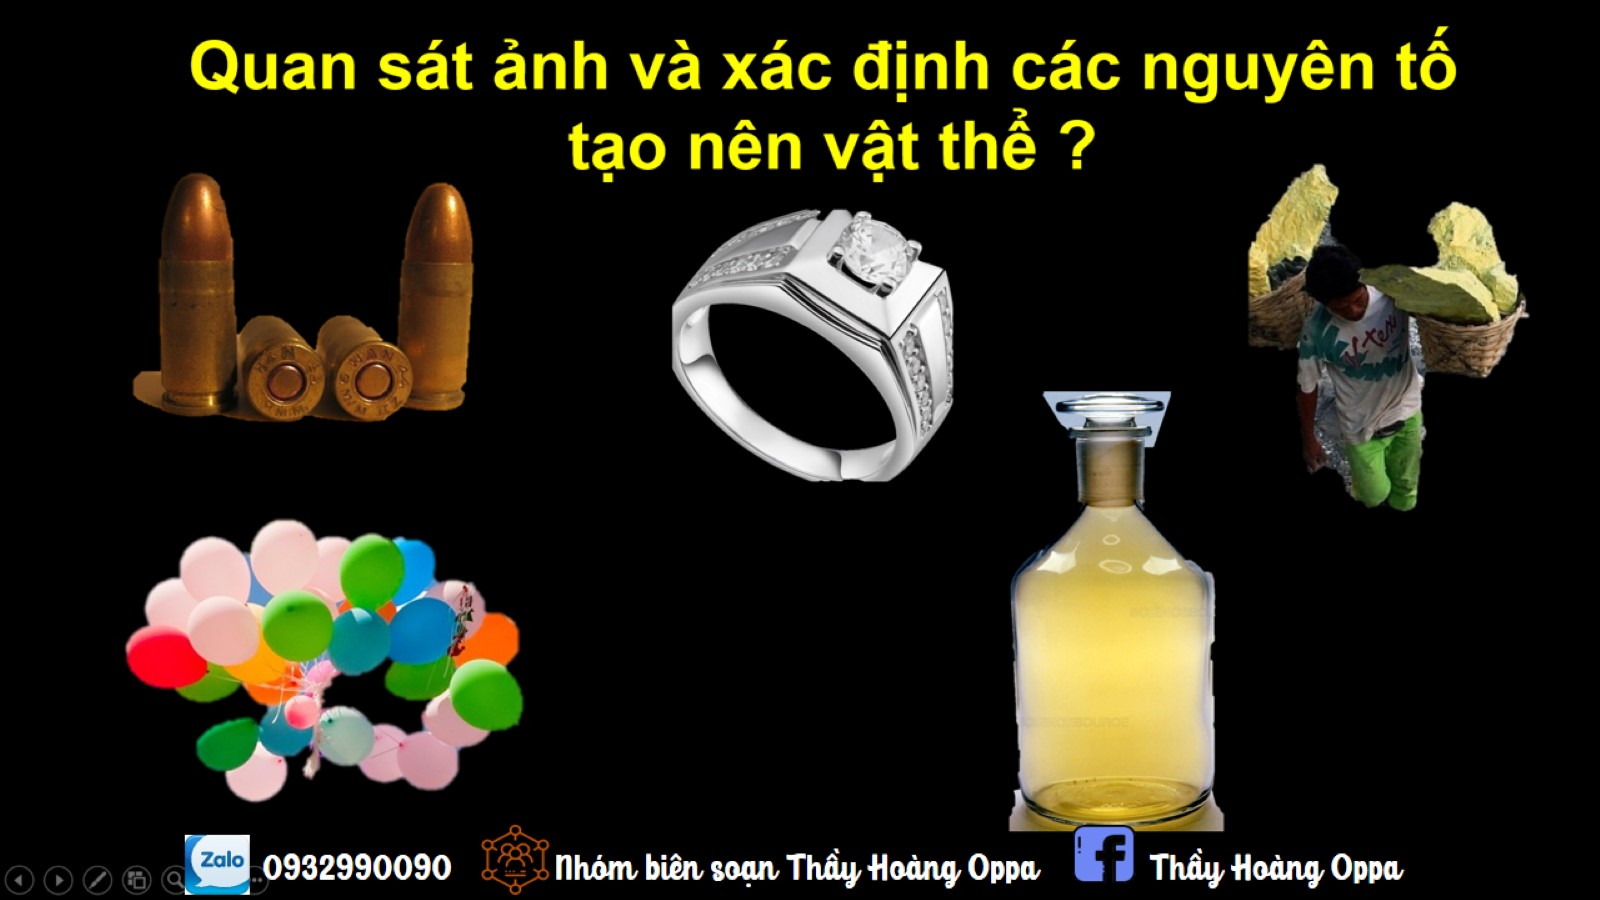 Quan sát ảnh và xác định các nguyên tố
tạo nên vật thể ?
Zalo
0932990090
Nhóm biên soạn Thầy Hoàng Oppa
Thầy Hoàng Oppa